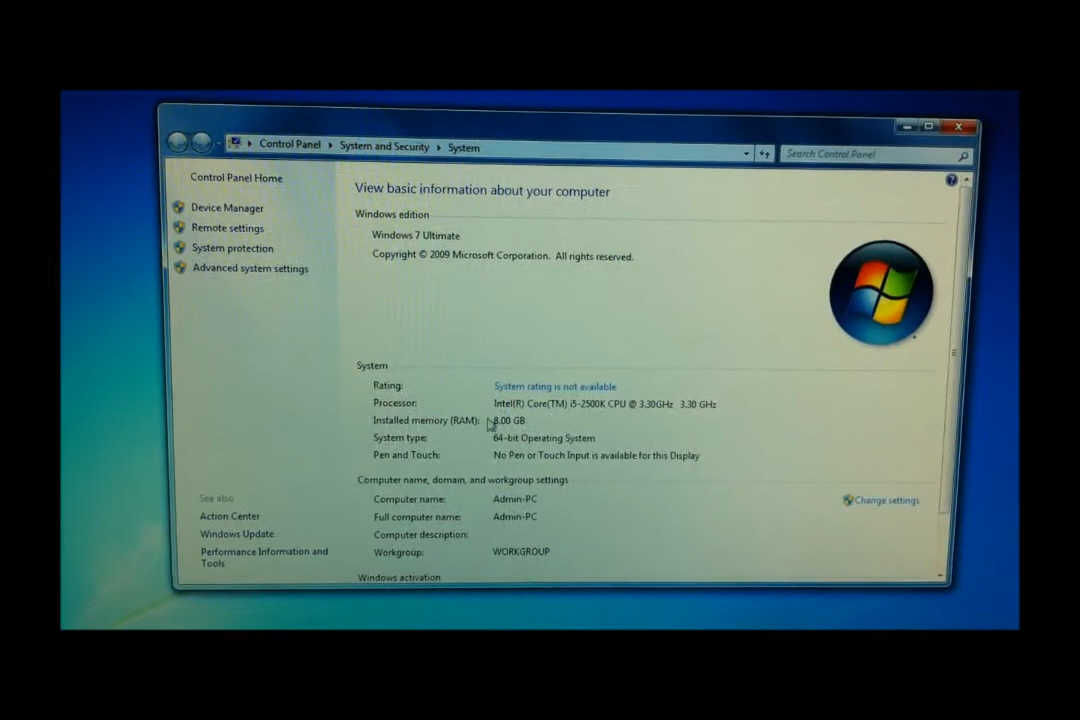 Control Panel System and Security System
Search Control Panel
Control Panel Home
Device Manager
Remote settings
System protection
Advanced system settings
See also
Action Center
Windows Update
Performance Information and
Tools
View basic information about your computer
Windows edition
Windows 7 Ultimate
Copyright © 2009 Microsoft Corporation. All rights reserved.
System
Rating: System rating is not available
Processor: Intel(R) Core(TM) i5-2500K CPU @ 3.30GHz 3.30 GHz
Installed memory (RAM): 8.00 GB
System type: 64-bit Operating System
Pen and Touch: No Pen or Touch Input is available for this Display
Computer name, domain, and workgroup settings
Computer name: Admin-PC
Change settings
Full computer name: Admin-PC
Computer description:
Workgroup: WORKGROUP
Windows activation